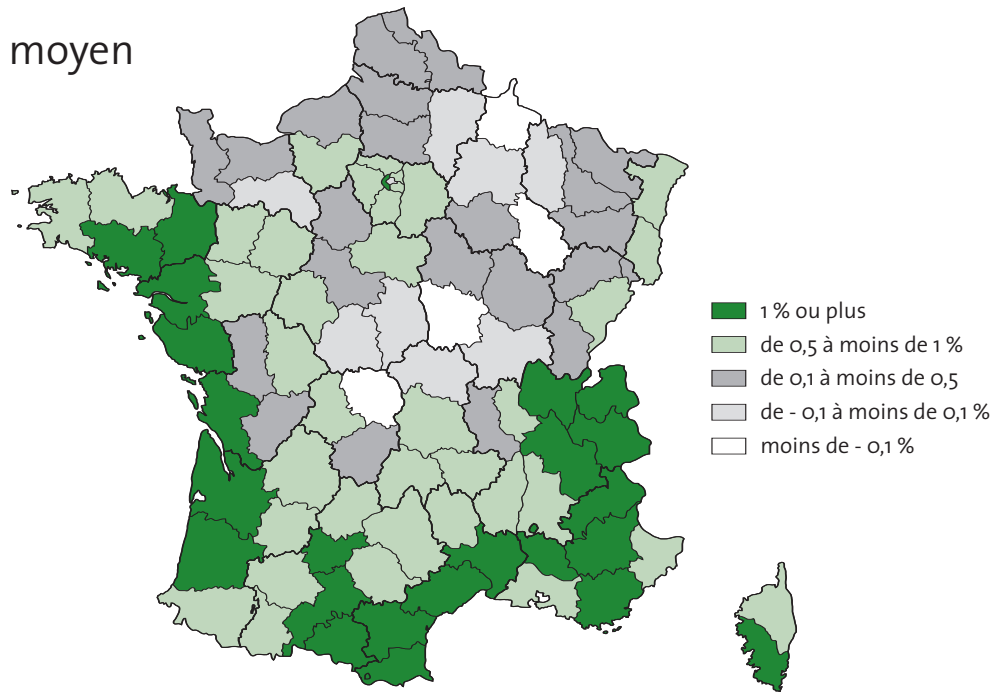 moyen
1 % ou plus
de 0,5 à moins de 1 %
de 0,1 à moins de 0,5
de - 0,1 à moins de 0,1 %
moins de - 0,1 %